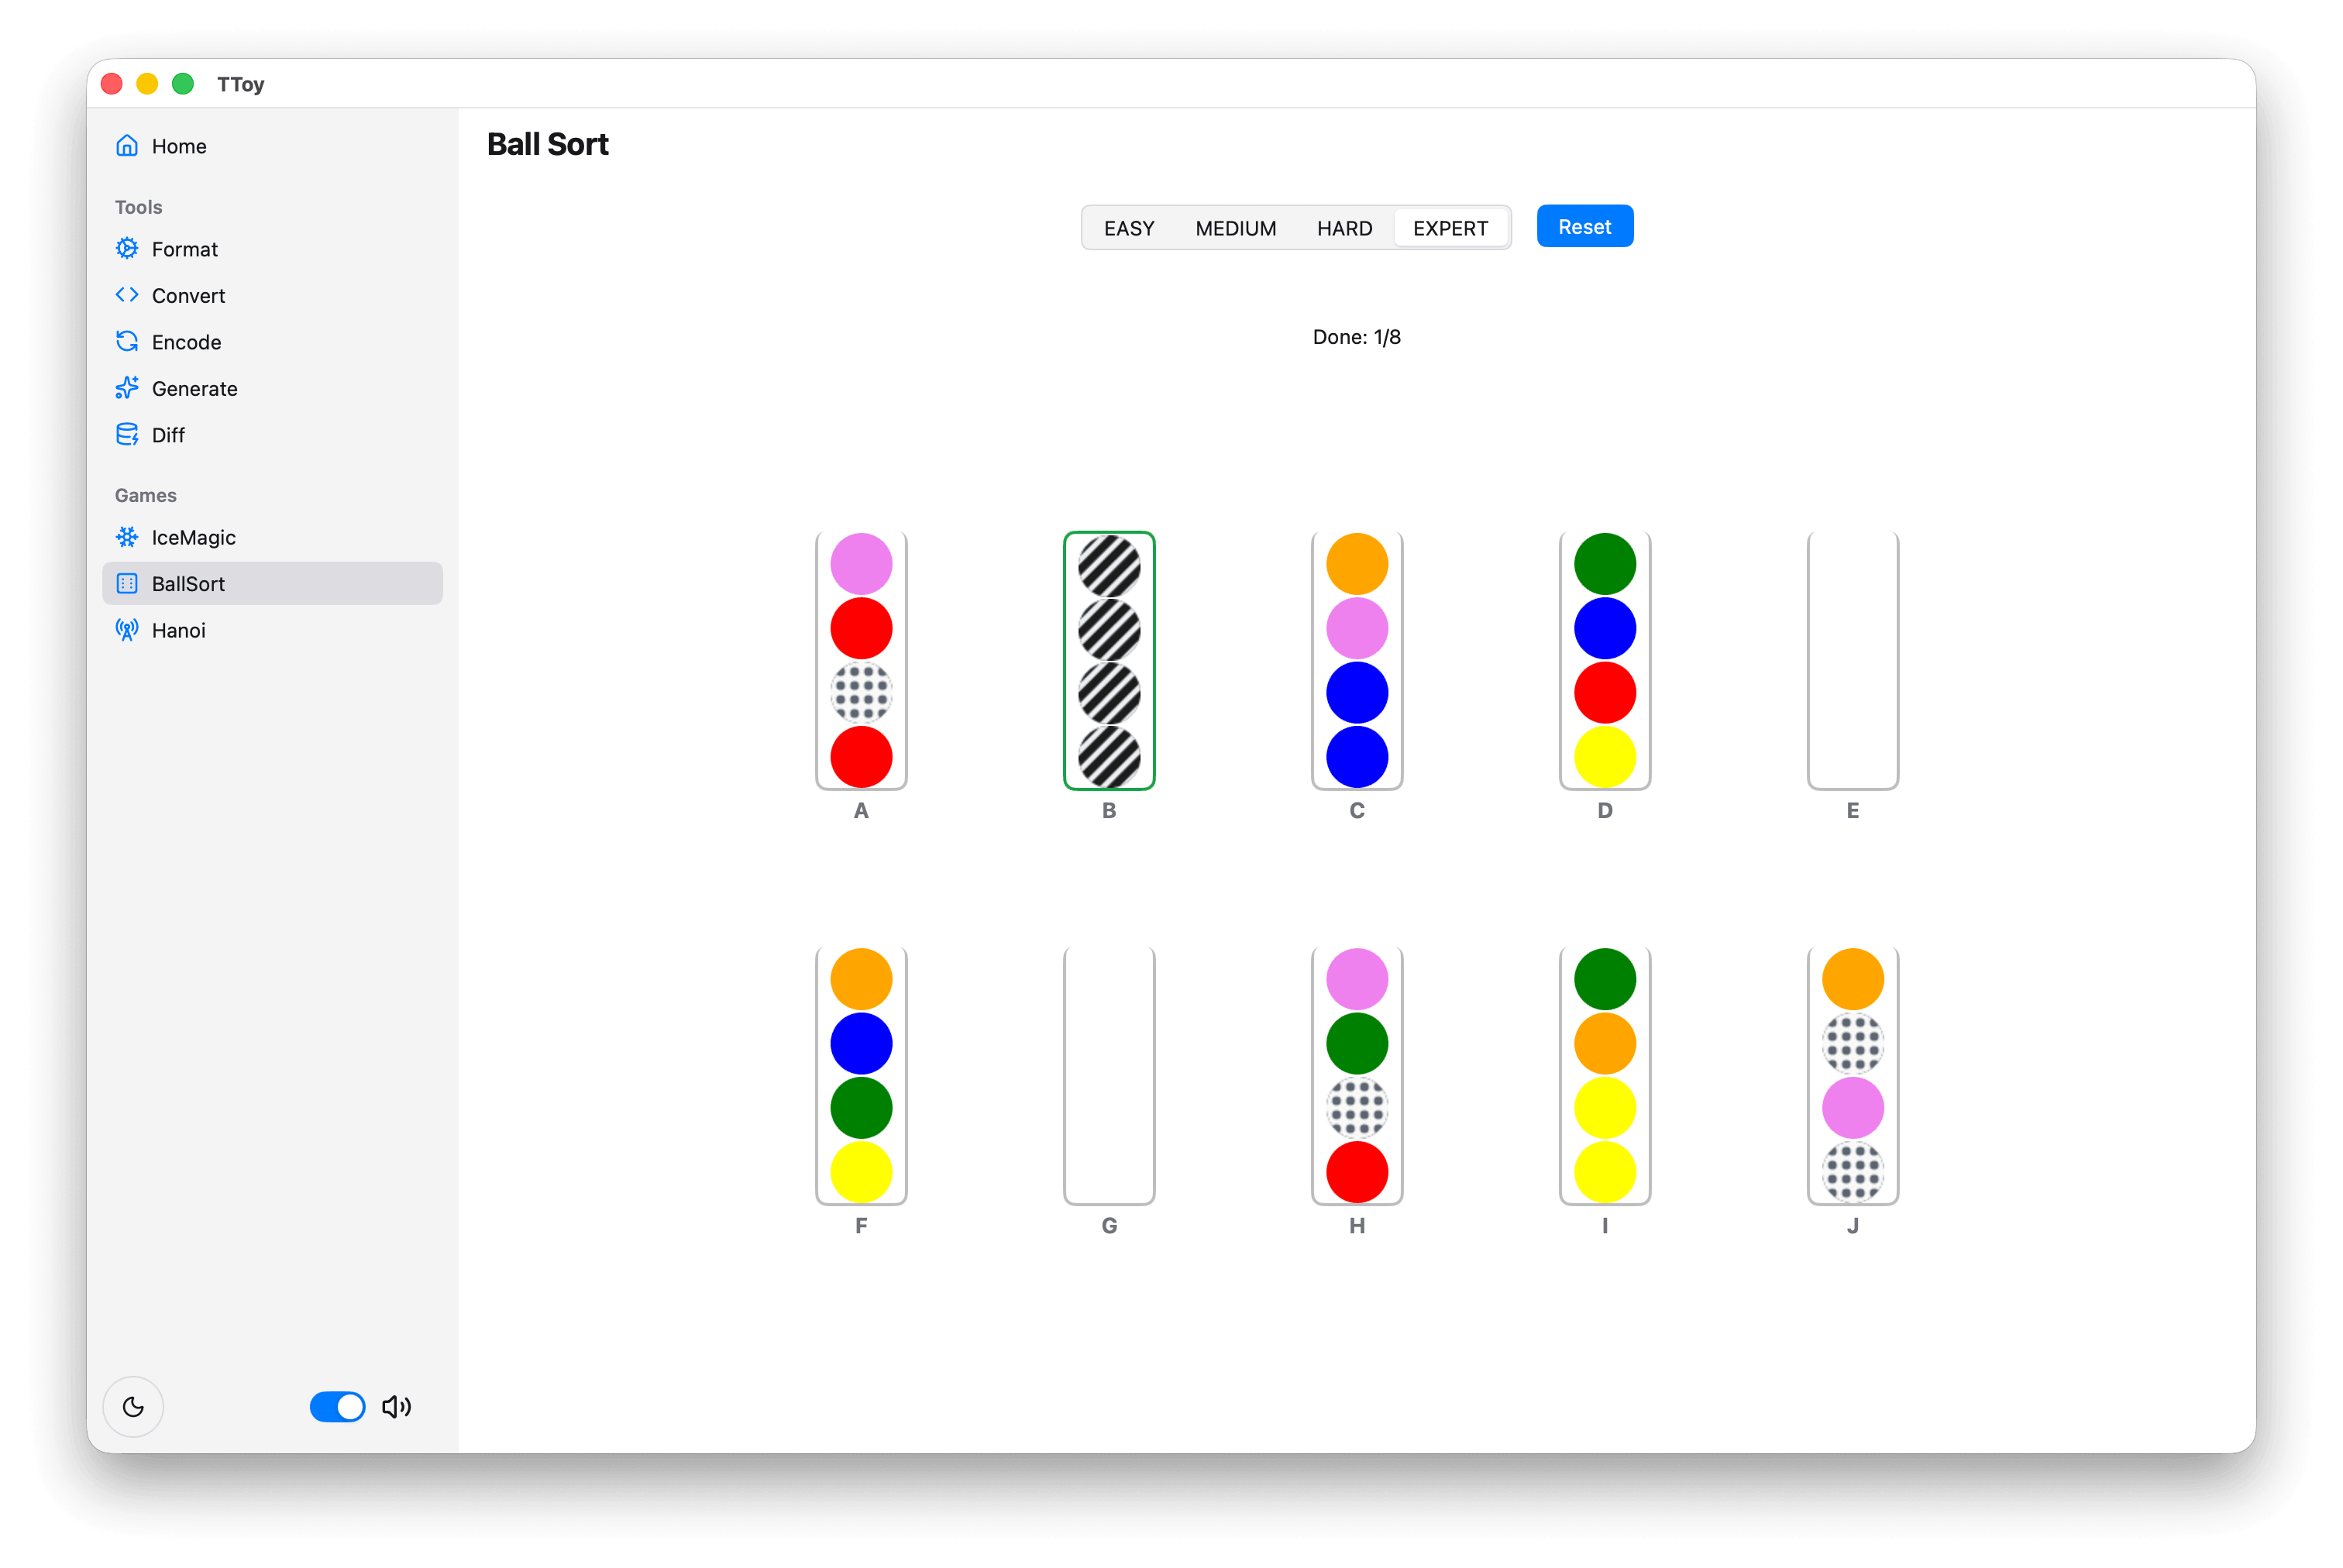 TToy
Home
Tools
Format
Convert
Encode
Generate
Diff
Games
IceMagic
BallSort
Hanoi
Ball Sort
EASY MEDIUM HARD EXPERT Reset
Done: 1/8
A B C D E
F G H I J